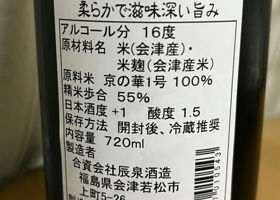 柔らかで滋味深い旨み
アルコール分 16度
原材料名 米(会津産)・
米麹(会津産米)
原料米 京の華1号 100%
精米歩合 55%
日本酒度 +1 酸度 1.5
保存方法 開封後、冷蔵推奨
内容量 720ml
製造者
合資会社辰泉酒造
福島県会津若松市
上町5-6